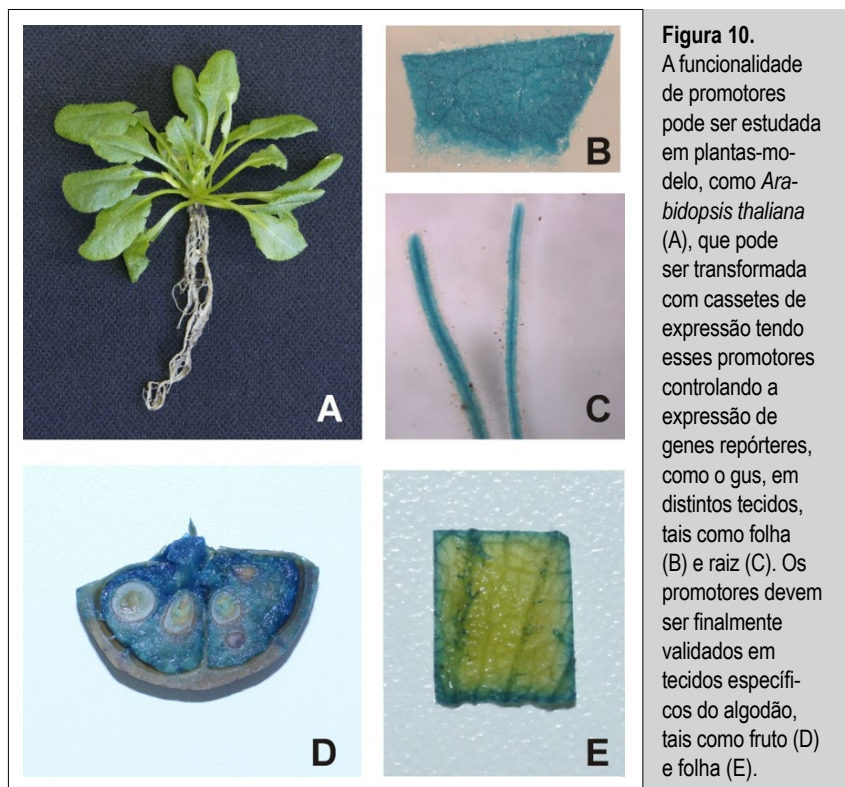 A
B
C
D
E
Figura 10.
A funcionalidade
de promotores
pode ser estudada
em plantas-mo-
delo, como Ara-
bidopsis thaliana
(A), que pode
ser transformada
com cassetes de
expressão tendo
esses promotores
controlando a
expressão de
genes repórteres,
como o gus, em
distintos tecidos,
tais como folha
(B) e raiz (C). Os
promotores devem
ser finalmente
validados em
tecidos específi-
cos do algodão,
tais como fruto (D)
e folha (E).